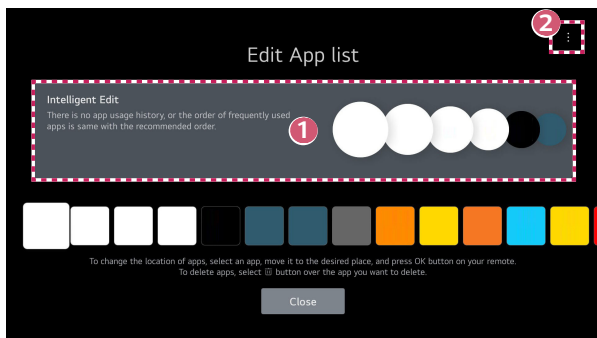 2
⋮
Edit App list
Intelligent Edit
There is no app usage history, or the order of frequently used
apps is same with the recommended order.
1
To change the location of apps, select an app, move it to the desired place, and press OK button on your remote.
To delete apps, select 🗑 button over the app you want to delete.
Close